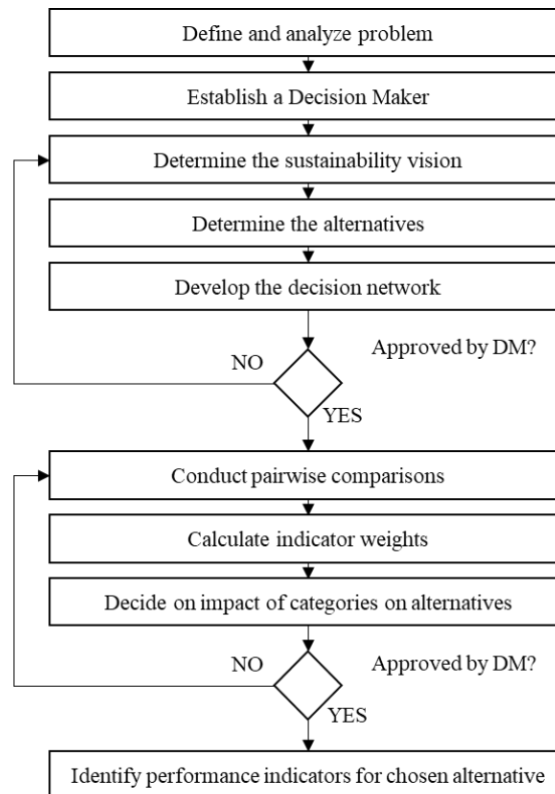 Define and analyze problem
Establish a Decision Maker
Determine the sustainability vision
Determine the alternatives
Develop the decision network
Approved by DM?
NO
YES
Conduct pairwise comparisons
Calculate indicator weights
Decide on impact of categories on alternatives
NO
Approved by DM?
YES
Identify performance indicators for chosen alternative